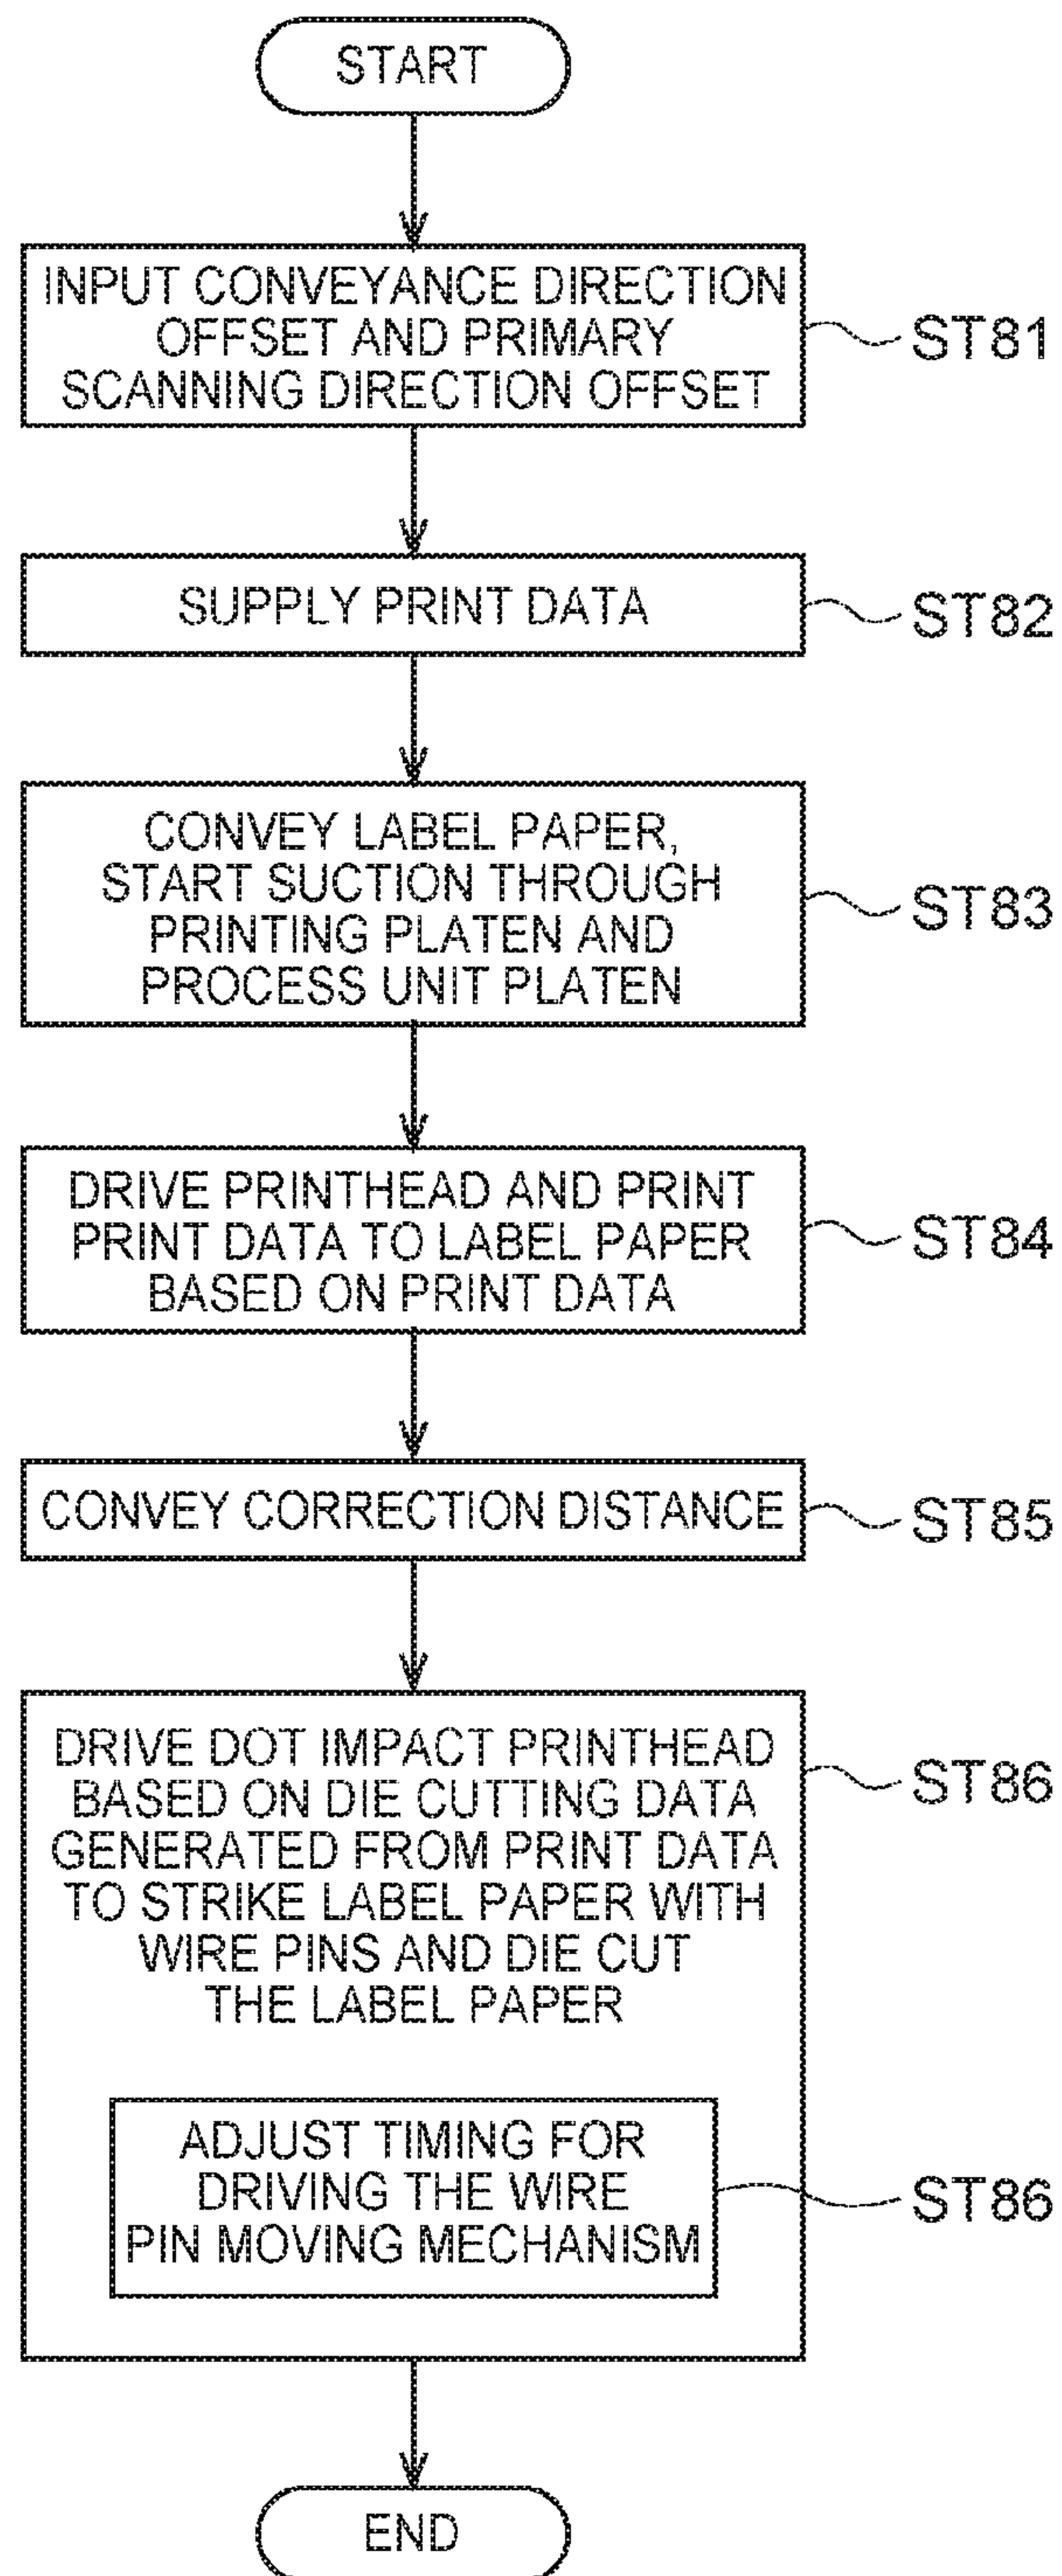 START
INPUT CONVEYANCE DIRECTION
OFFSET AND PRIMARY
SCANNING DIRECTION OFFSET
ST81
SUPPLY PRINT DATA
ST82
CONVEY LABEL PAPER,
START SUCTION THROUGH
PRINTING PLATEN AND
PROCESS UNIT PLATEN
ST83
DRIVE PRINTHEAD AND PRINT
PRINT DATA TO LABEL PAPER
BASED ON PRINT DATA
ST84
CONVEY CORRECTION DISTANCE
ST85
DRIVE DOT IMPACT PRINTHEAD
BASED ON DIE CUTTING DATA
GENERATED FROM PRINT DATA
TO STRIKE LABEL PAPER WITH
WIRE PINS AND DIE CUT
THE LABEL PAPER
ST86
ADJUST TIMING FOR
DRIVING THE WIRE
PIN MOVING MECHANISM
ST86
END